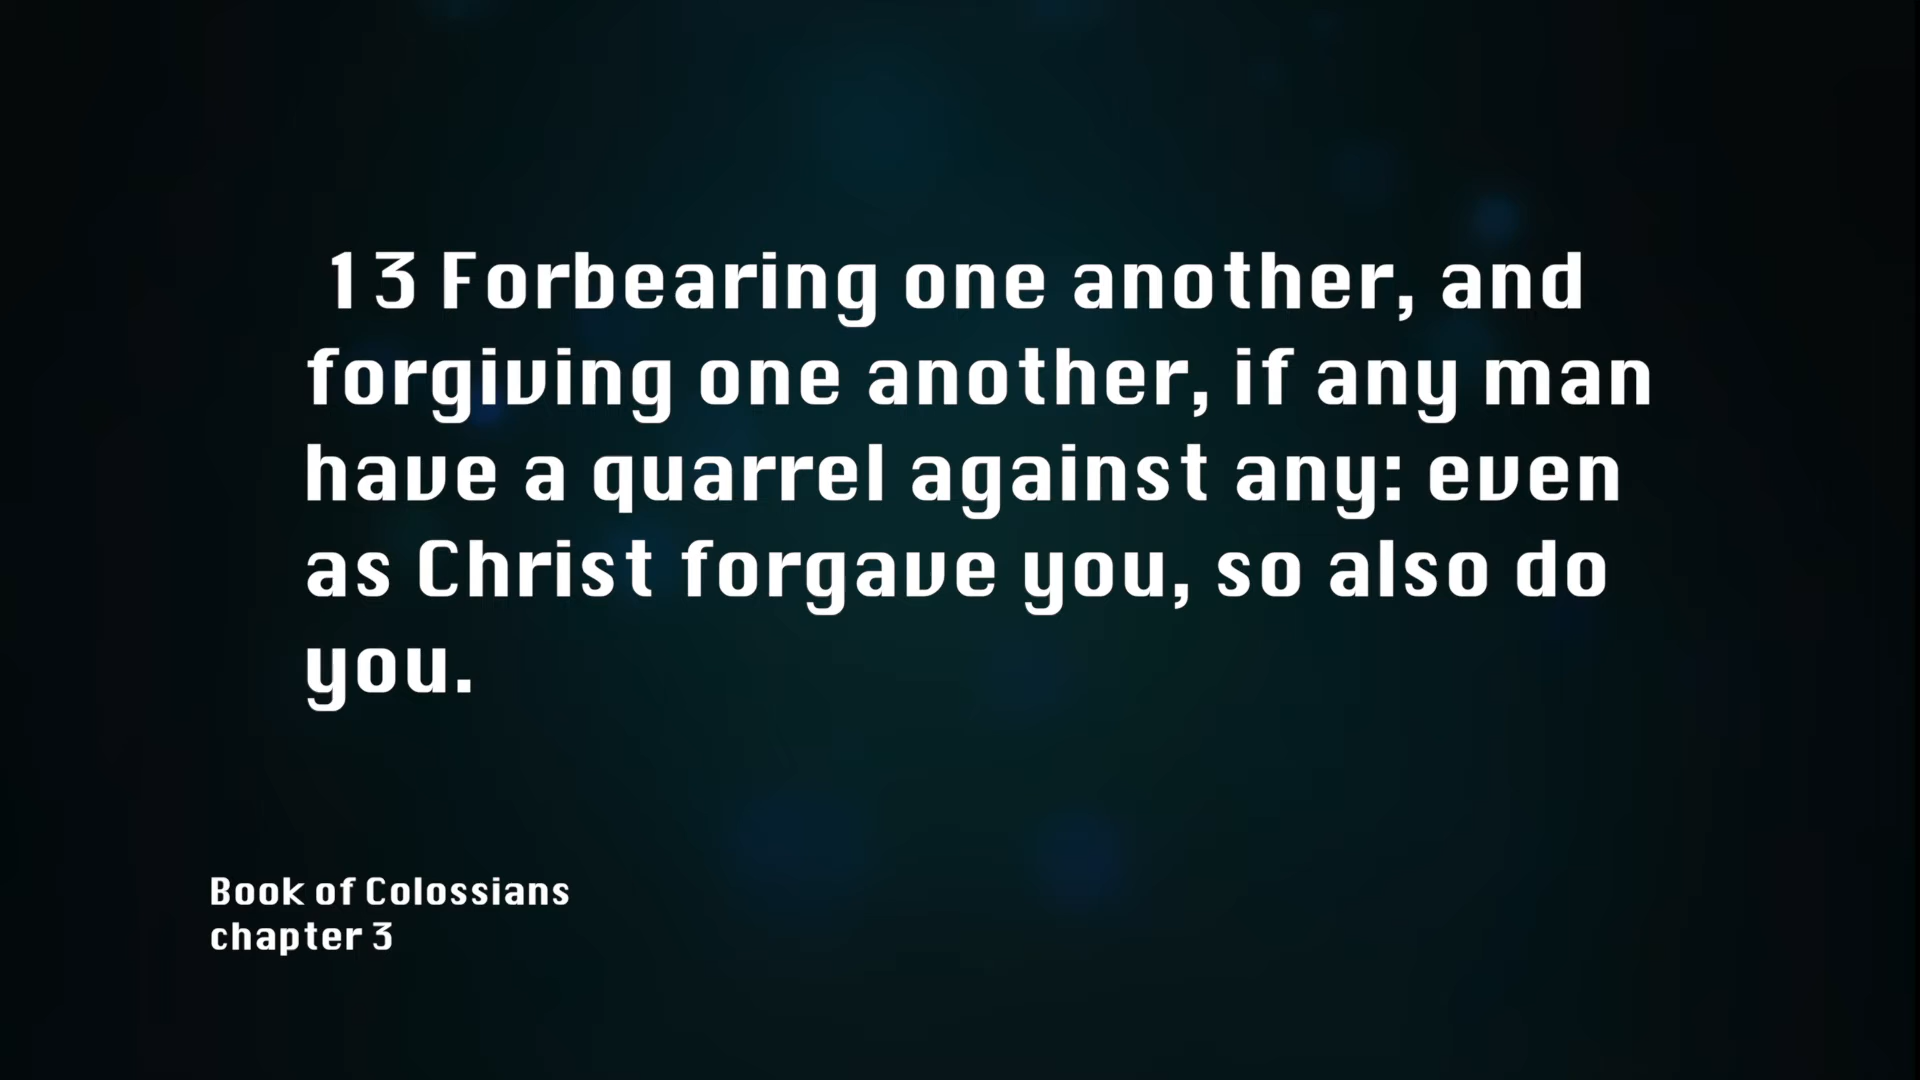 13 Forbearing one another, and
forgiving one another, if any man
have a quarrel against any: even
as Christ forgave you, so also do
you.
Book of Colossians
chapter 3